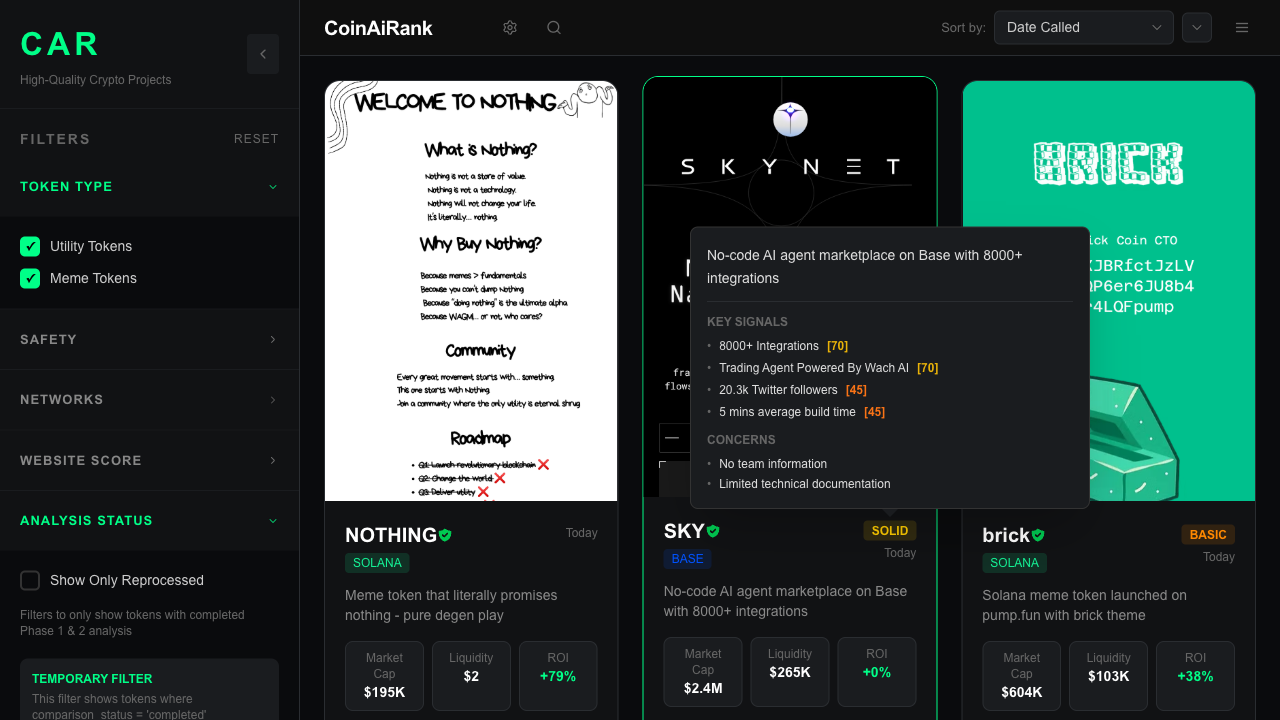 CAR
High-Quality Crypto Projects
FILTERS
RESET
TOKEN TYPE
Utility Tokens
Meme Tokens
SAFETY
NETWORKS
WEBSITE SCORE
ANALYSIS STATUS
Show Only Reprocessed
Filters to only show tokens with completed
Phase 1 & 2 analysis
TEMPORARY FILTER
This filter shows tokens where
comparison_status = 'completed'
CoinAiRank
Sort by:
Date Called
WELCOME TO NOTHING
What is Nothing?
Nothing is not a store of value.
Nothing is not a technology.
Nothing will not change your life.
It's literally... nothing.
Why Buy Nothing?
Because memes > fundamentals
Because you can't dump Nothing
Because "doing nothing" is the ultimate alpha
Because WAGMI... or not, who cares?
Community
Every great movement starts with... something.
This one starts with Nothing.
Join a community where the only utility is eternal shrug
Roadmap
• Q1: Launch revolutionary blockchain ❌
• Q2: Change the world ❌
• Q3: Deliver utility ❌
NOTHING
Today
SOLANA
Meme token that literally promises
nothing - pure degen play
Market
Cap
$195K
Liquidity
$2
ROI
+79%
SKYNET
No-code AI agent marketplace on Base with 8000+
integrations
KEY SIGNALS
• 8000+ Integrations [70]
• Trading Agent Powered By Wach AI [70]
• 20.3k Twitter followers [45]
• 5 mins average build time [45]
CONCERNS
• No team information
• Limited technical documentation
SKY
SOLID
BASE
Today
No-code AI agent marketplace on Base
with 8000+ integrations
Market
Cap
$2.4M
Liquidity
$265K
ROI
+0%
BRICK
Coin CTO
brick
BASIC
SOLANA
Today
Solana meme token launched on
pump.fun with brick theme
Market
Cap
$604K
Liquidity
$103K
ROI
+38%